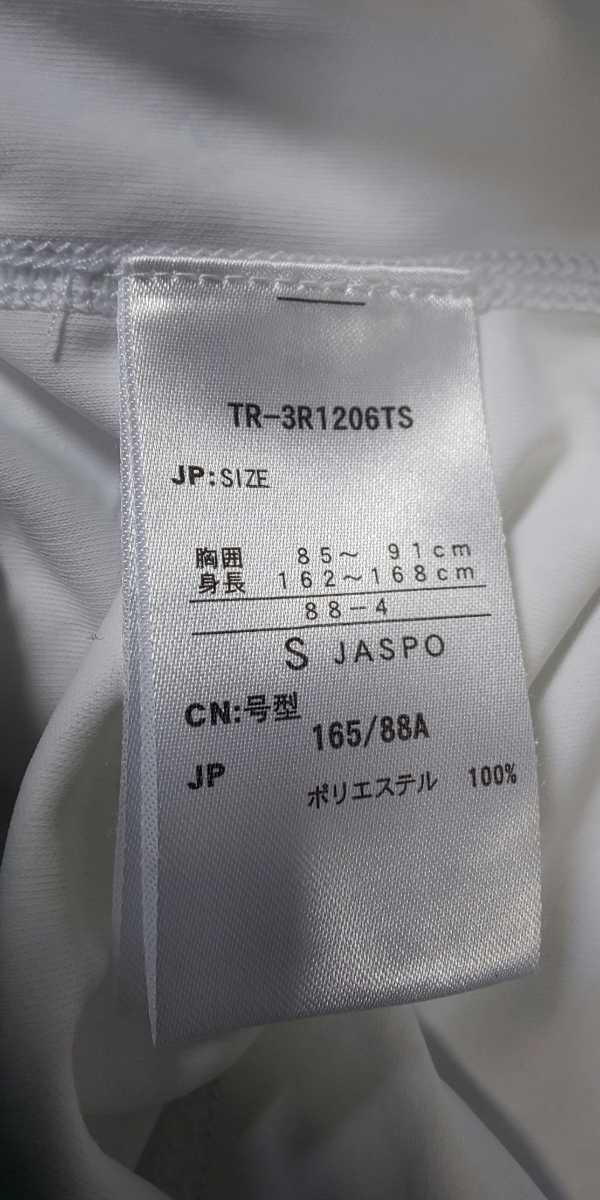 TR-3R1206TS
JP:SIZE
胸囲 85～ 91cm
身長 162～168cm
88-4
S JASPO
CN:号型 165/88A
JP ポリエステル 100%